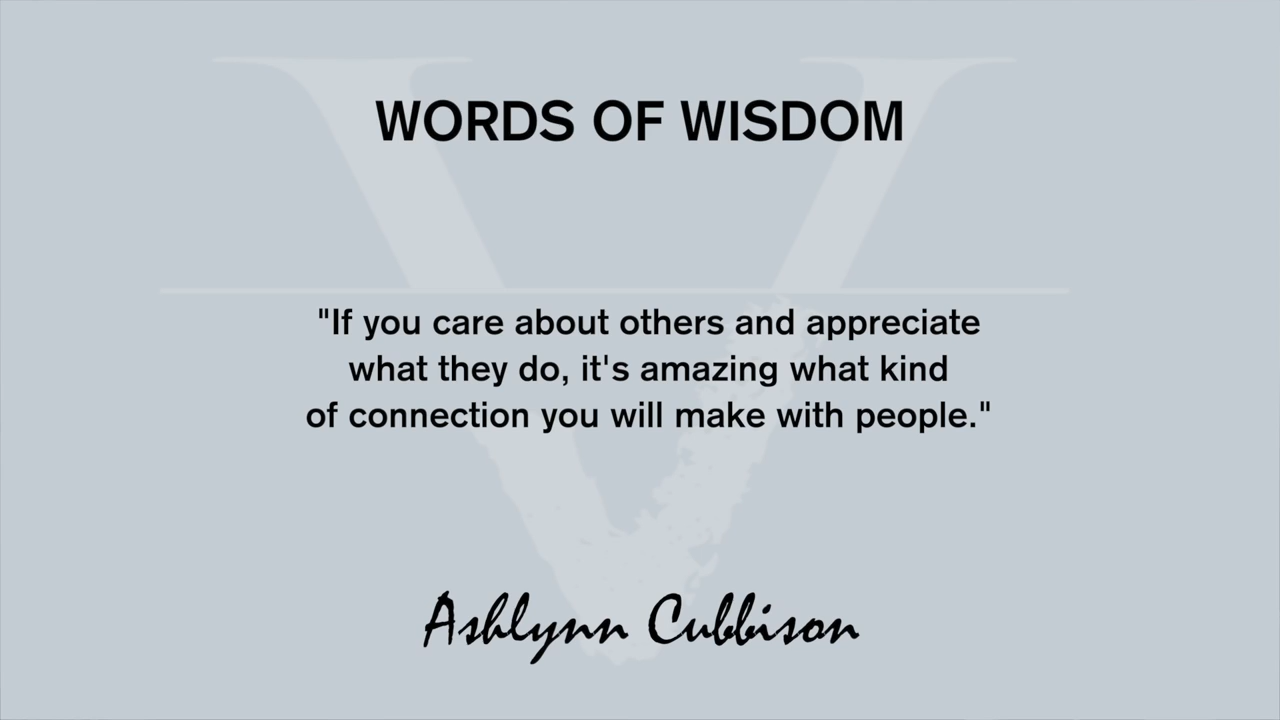 WORDS OF WISDOM
"If you care about others and appreciate
what they do, it's amazing what kind
of connection you will make with people."
Ashlynn Cubbison